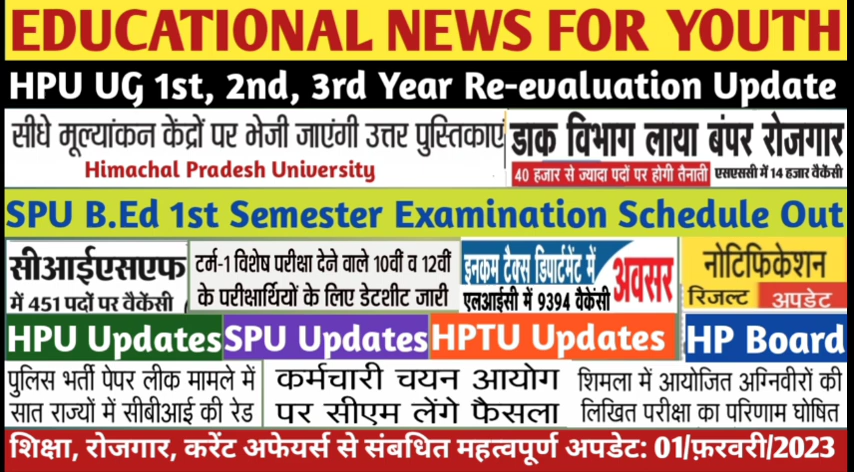 EDUCATIONAL NEWS FOR YOUTH
HPU UG 1st, 2nd, 3rd Year Re-evaluation Update
सीधे मूल्यांकन केंद्रों पर भेजी जाएंगी उत्तर पुस्तिकाएं
Himachal Pradesh University
डाक विभाग लाया बंपर रोजगार
40 हजार से ज्यादा पदों पर होगी तैनाती एसएससी में 14 हजार वैकेंसी
SPU B.Ed 1st Semester Examination Schedule Out
सीआईएसएफ
में 451 पदों पर वैकेंसी
टर्म-1 विशेष परीक्षा देने वाले 10वीं व 12वीं
के परीक्षार्थियों के लिए डेटशीट जारी
इनकम टैक्स डिपार्टमेंट में
अवसर
एलआईसी में 9394 वैकेंसी
नोटिफिकेशन
रिजल्ट अपडेट
HPU Updates SPU Updates HPTU Updates HP Board
पुलिस भर्ती पेपर लीक मामले में
सात राज्यों में सीबीआई की रेड
कर्मचारी चयन आयोग
पर सीएम लेंगे फैसला
शिमला में आयोजित अग्निवीरों की
लिखित परीक्षा का परिणाम घोषित
शिक्षा, रोजगार, करेंट अफेयर्स से संबधित महत्वपूर्ण अपडेट: 01/फ़रवरी/2023